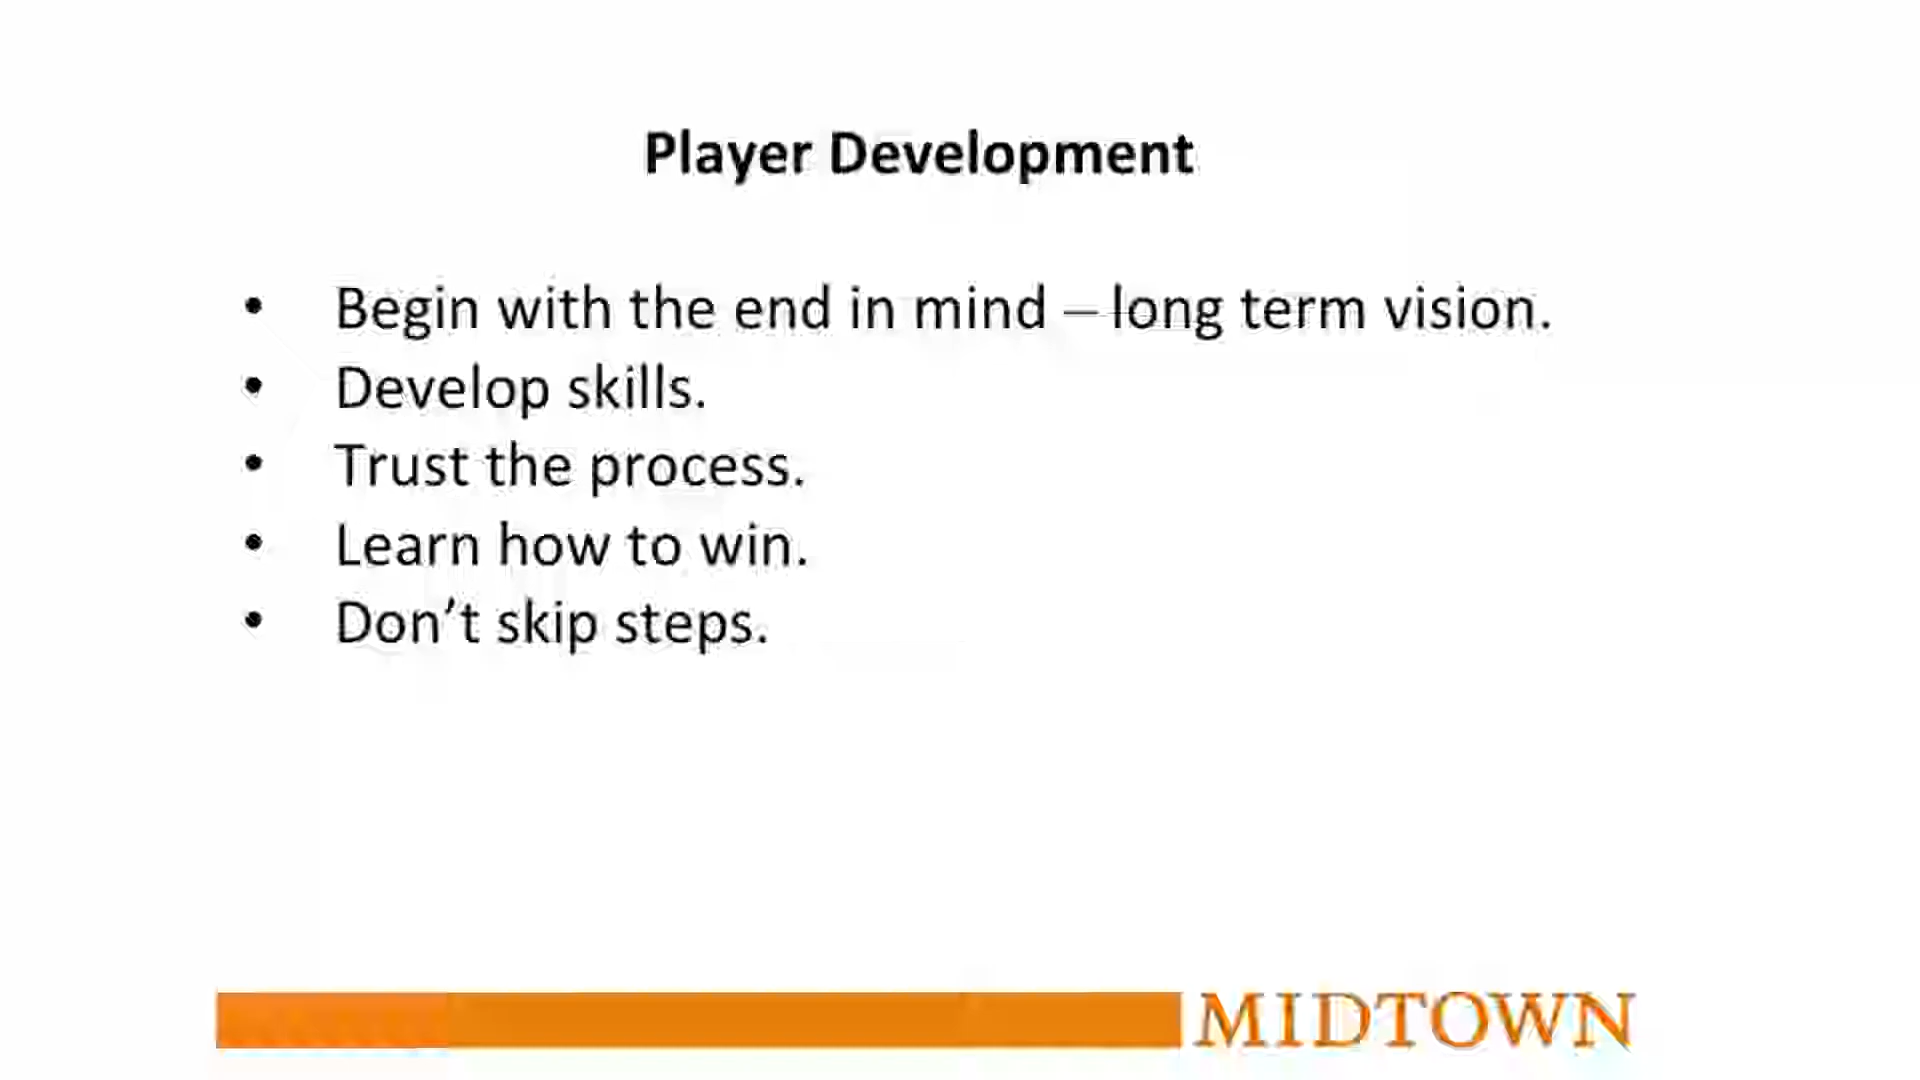 Player Development
• Begin with the end in mind – long term vision.
• Develop skills.
• Trust the process.
• Learn how to win.
• Don’t skip steps.
MIDTOWN